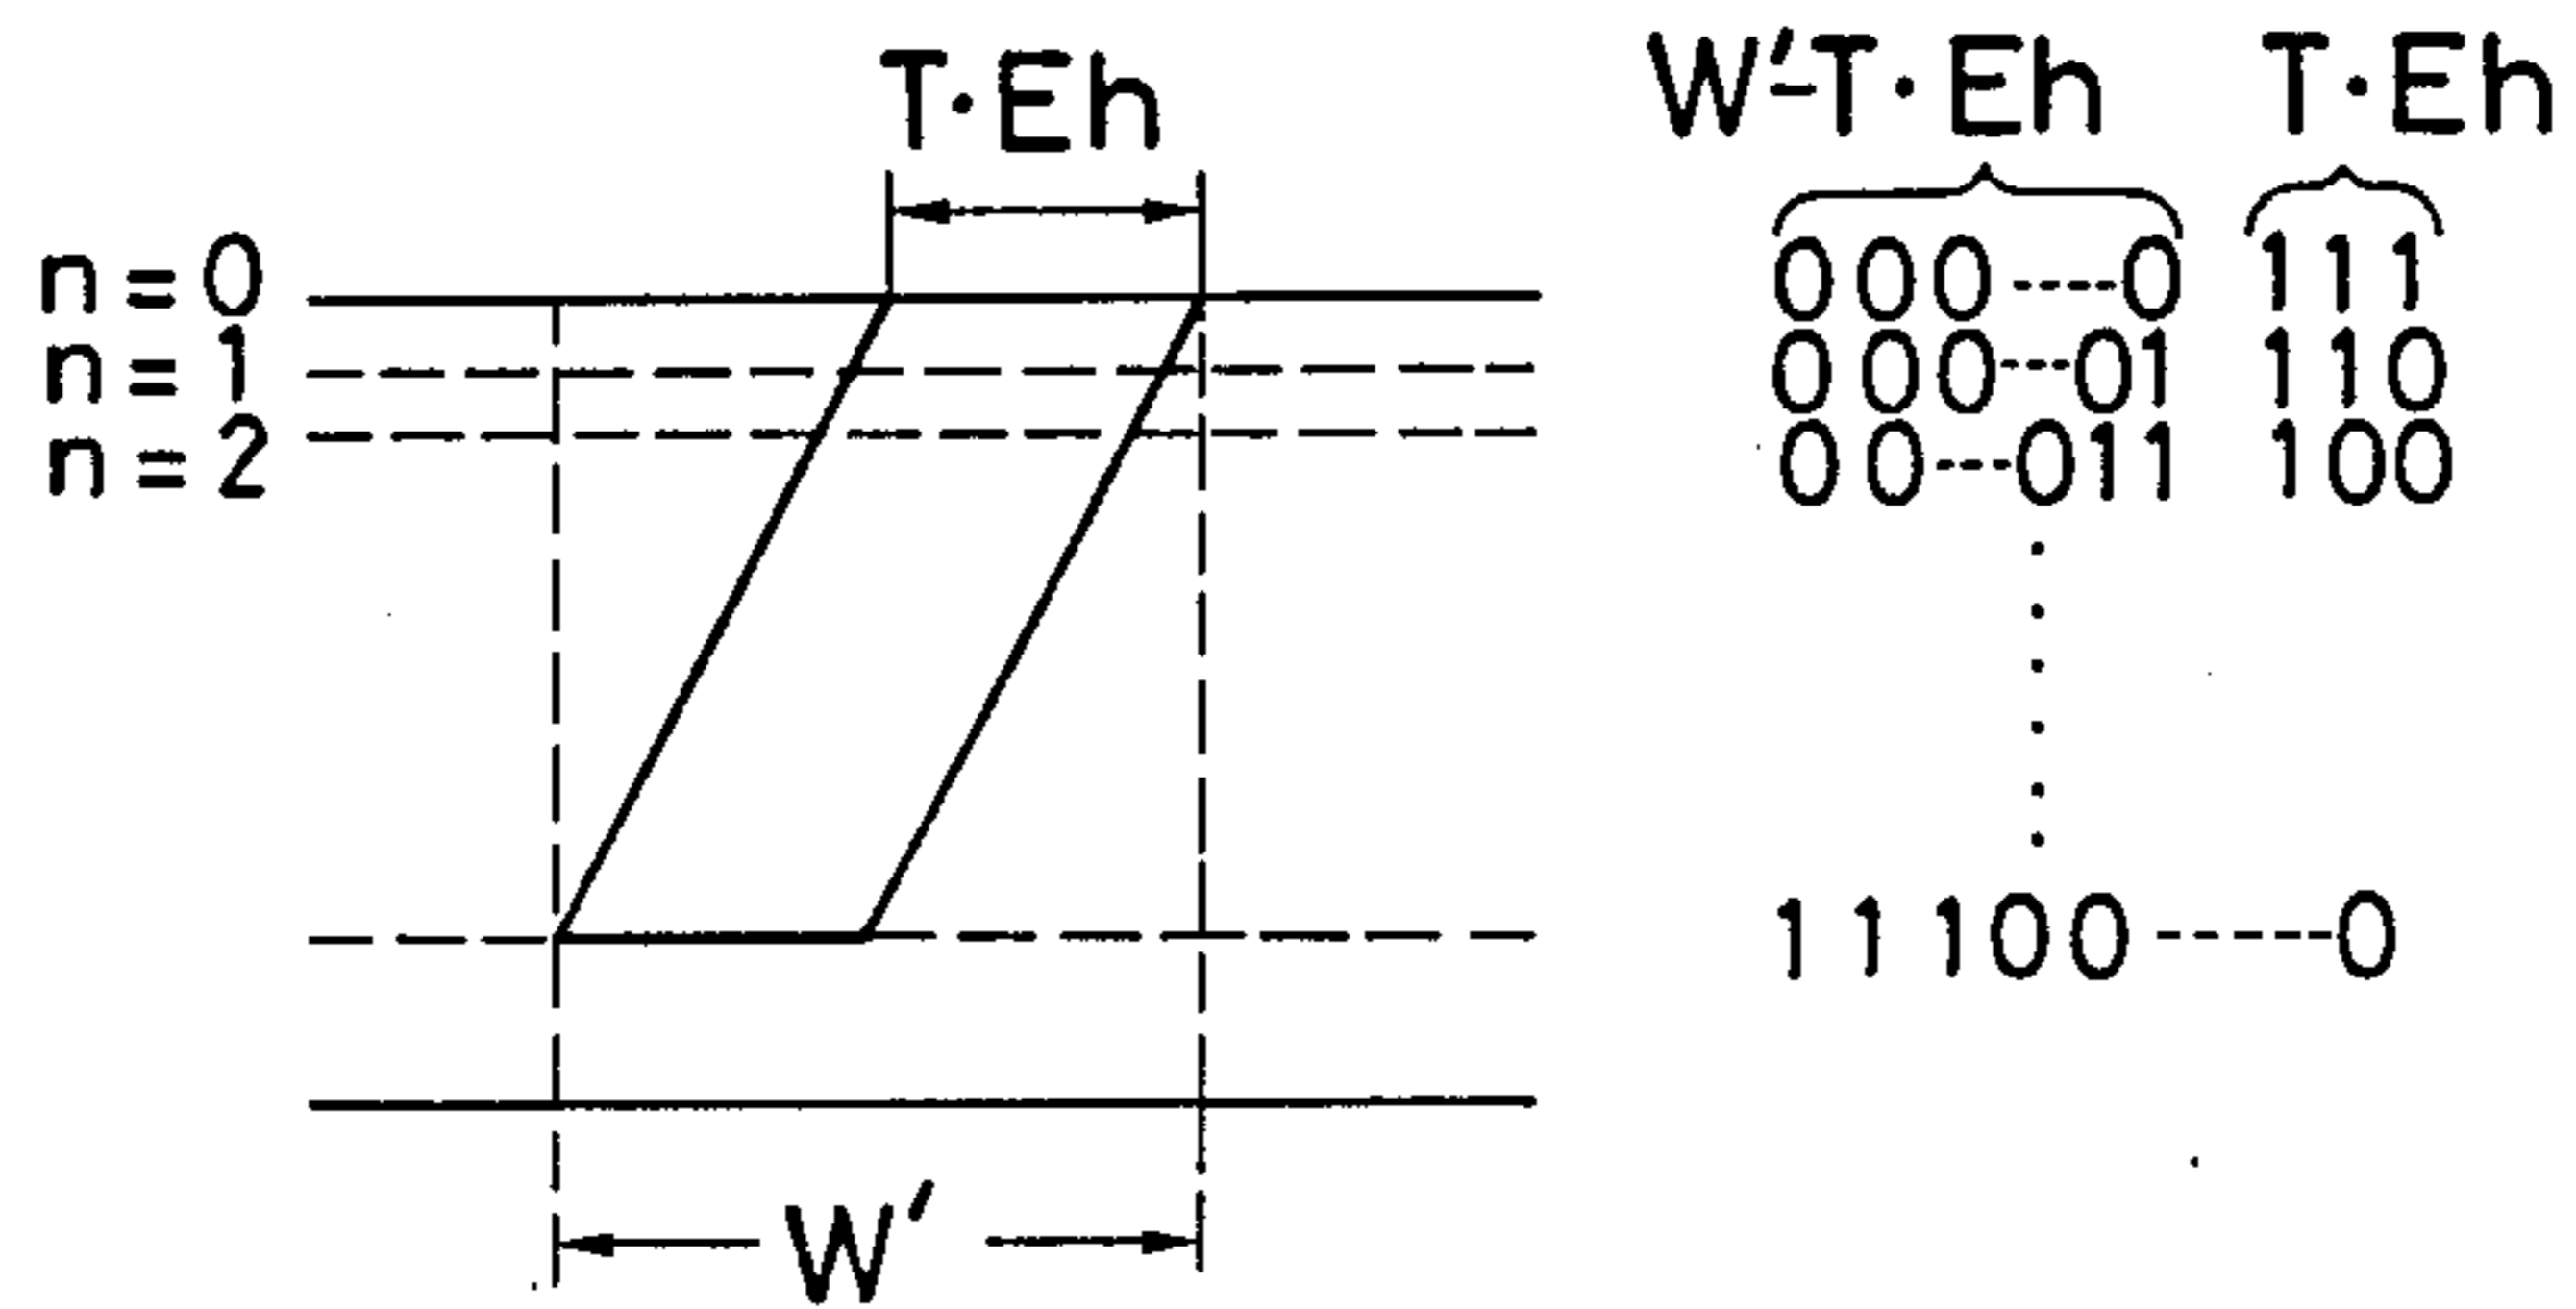 T·Eh W'-T·Eh T·Eh
n=0 000----0 111
n=1 000---01 110
n=2 00---011 100
11100-----0
W'